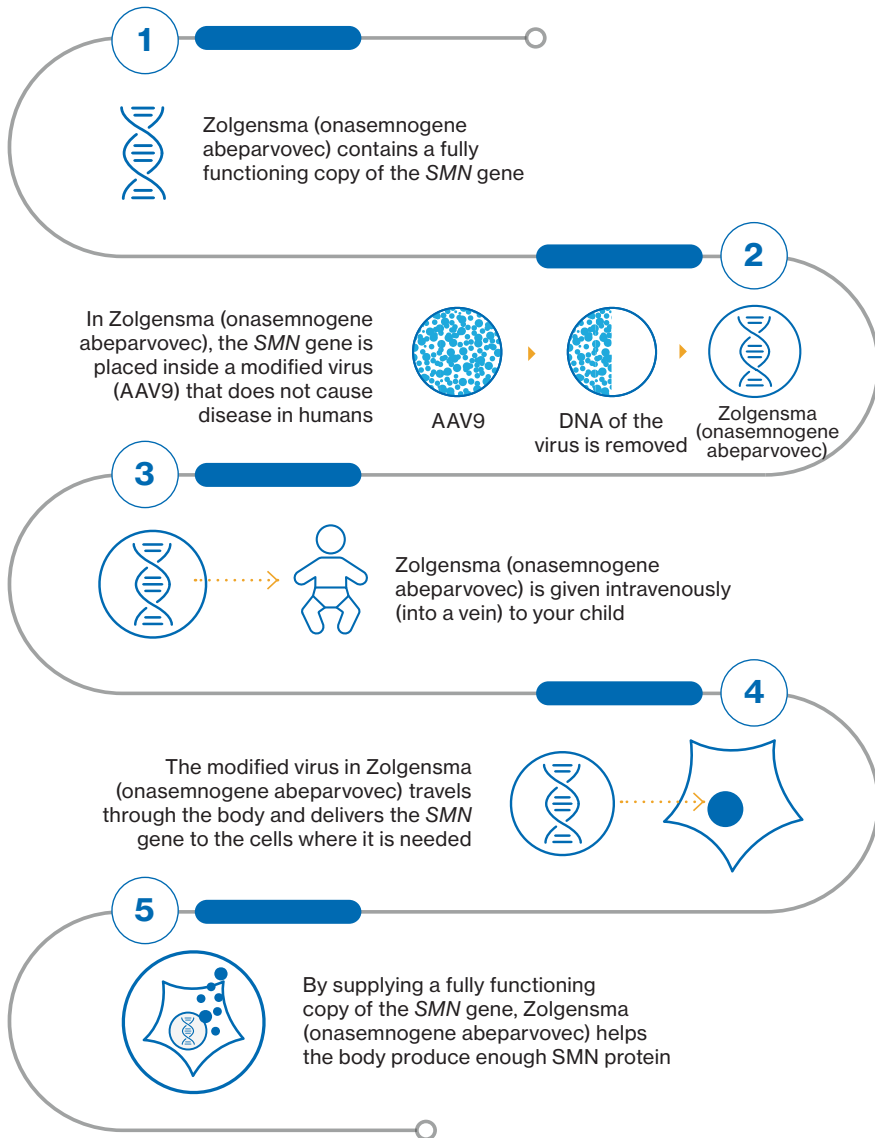 1
Zolgensma (onasemnogene
abeparvovec) contains a fully
functioning copy of the SMN gene
2
In Zolgensma (onasemnogene
abeparvovec), the SMN gene is
placed inside a modified virus
(AAV9) that does not cause
disease in humans
AAV9
DNA of the
virus is removed
Zolgensma
(onasemnogene
abeparvovec)
3
Zolgensma (onasemnogene
abeparvovec) is given intravenously
(into a vein) to your child
4
The modified virus in Zolgensma
(onasemnogene abeparvovec) travels
through the body and delivers the SMN
gene to the cells where it is needed
5
By supplying a fully functioning
copy of the SMN gene, Zolgensma
(onasemnogene abeparvovec) helps
the body produce enough SMN protein